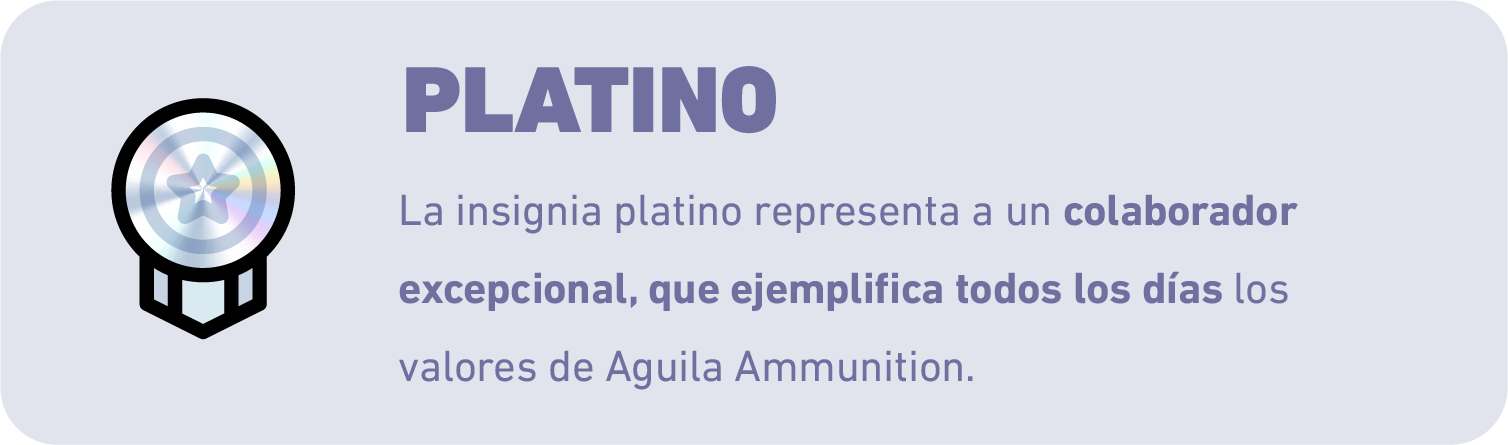 PLATINO
La insignia platino representa a un colaborador
excepcional, que ejemplifica todos los días los
valores de Aguila Ammunition.